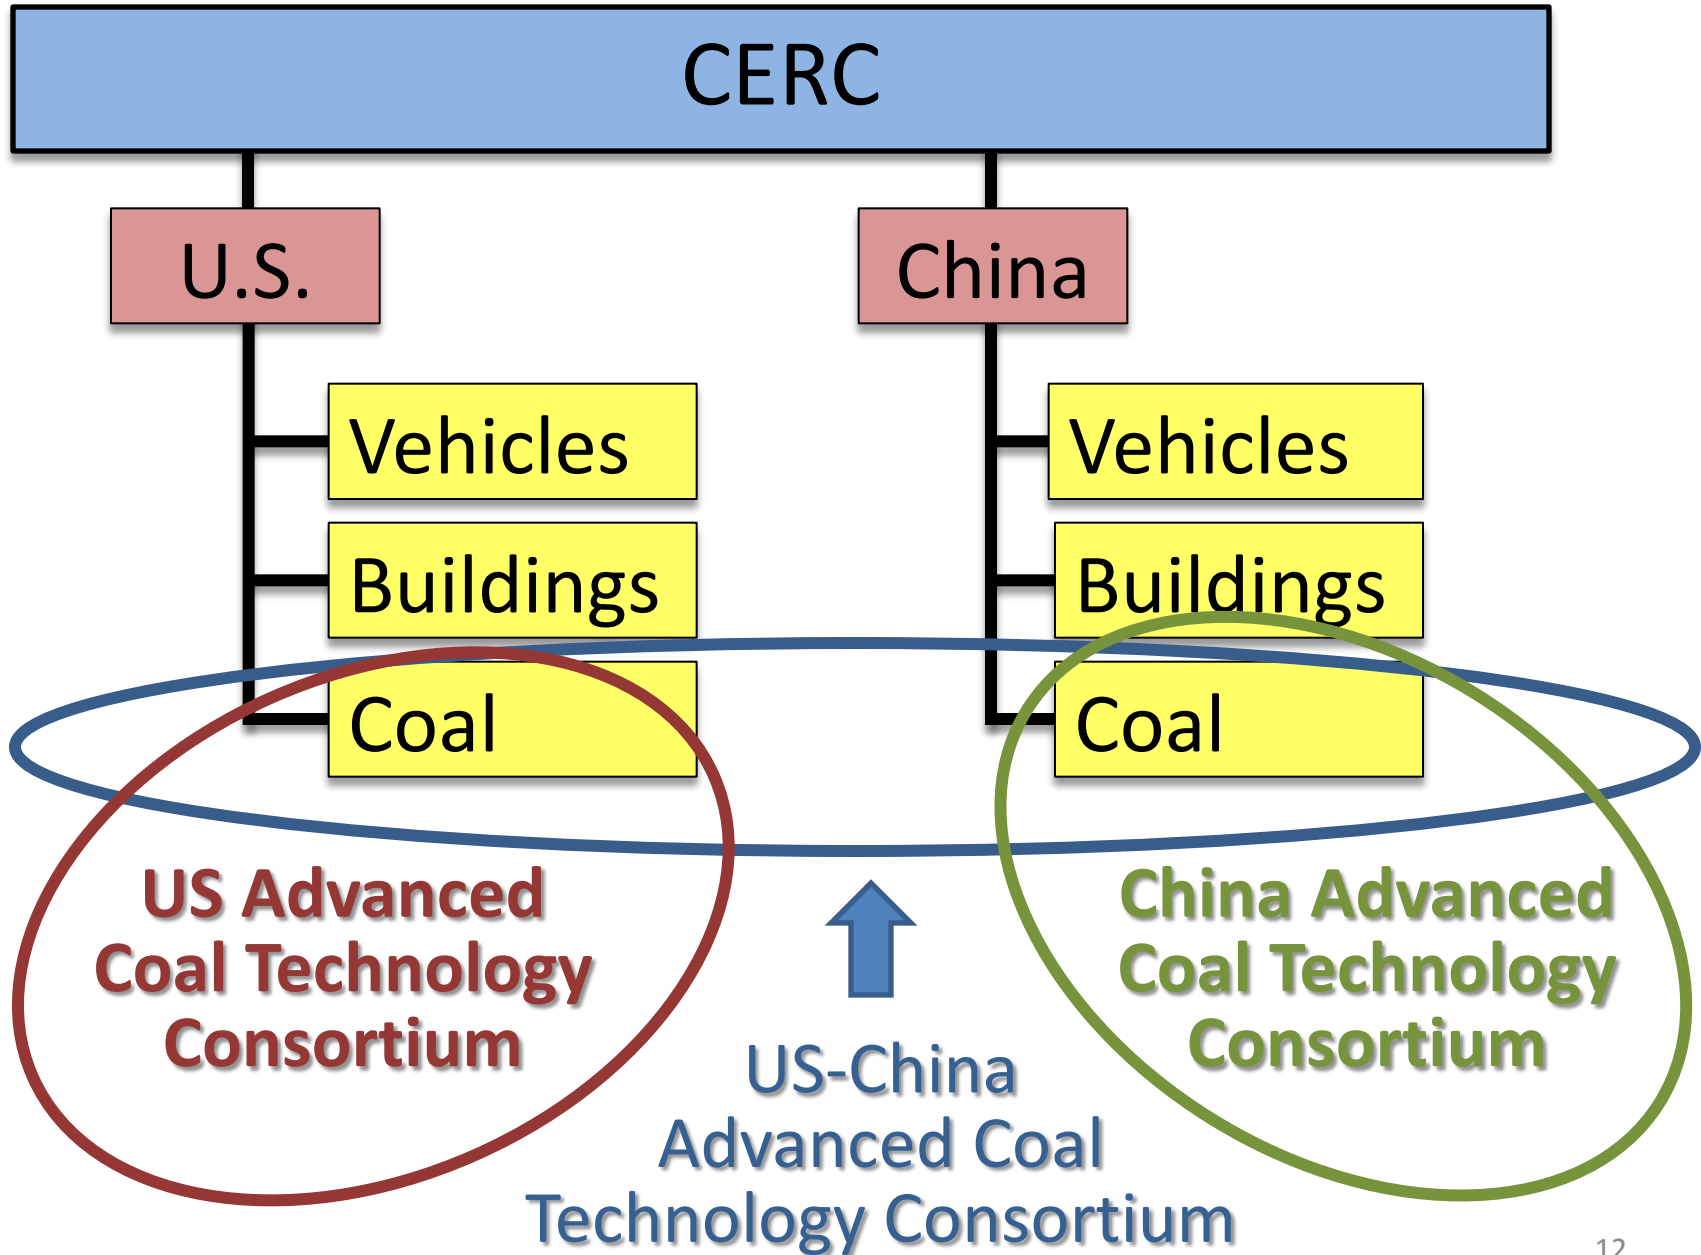 CERC
U.S.
China
Vehicles
Vehicles
Buildings
Buildings
Coal
Coal
US Advanced
Coal Technology
Consortium
China Advanced
Coal Technology
Consortium
US-China
Advanced Coal
Technology Consortium
12